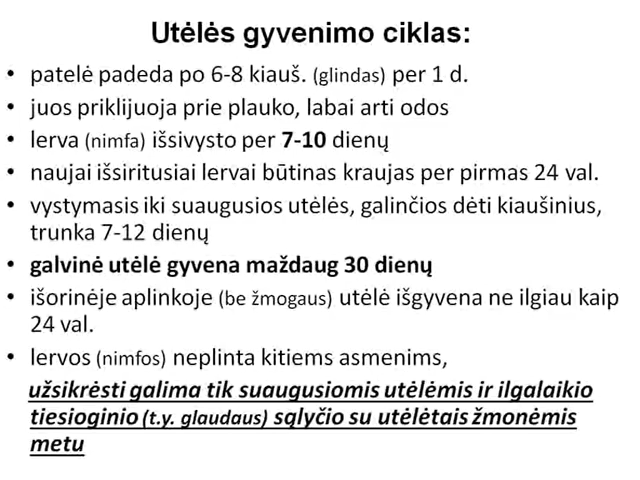 Utėlės gyvenimo ciklas:
• patelė padeda po 6-8 kiauš. (glindas) per 1 d.
• juos priklijuoja prie plauko, labai arti odos
• lerva (nimfa) išsivysto per 7-10 dienų
• naujai išsiritusiai lervai būtinas kraujas per pirmas 24 val.
• vystymasis iki suaugusios utėlės, galinčios dėti kiaušinius,
trunka 7-12 dienų
• galvinė utėlė gyvena maždaug 30 dienų
• išorinėje aplinkoje (be žmogaus) utėlė išgyvena ne ilgiau kaip
24 val.
• lervos (nimfos) neplinta kitiems asmenims,
užsikrėsti galima tik suaugusiomis utėlėmis ir ilgalaikio
tiesioginio (t.y. glaudaus) sąlyčio su utėlėtais žmonėmis
metu